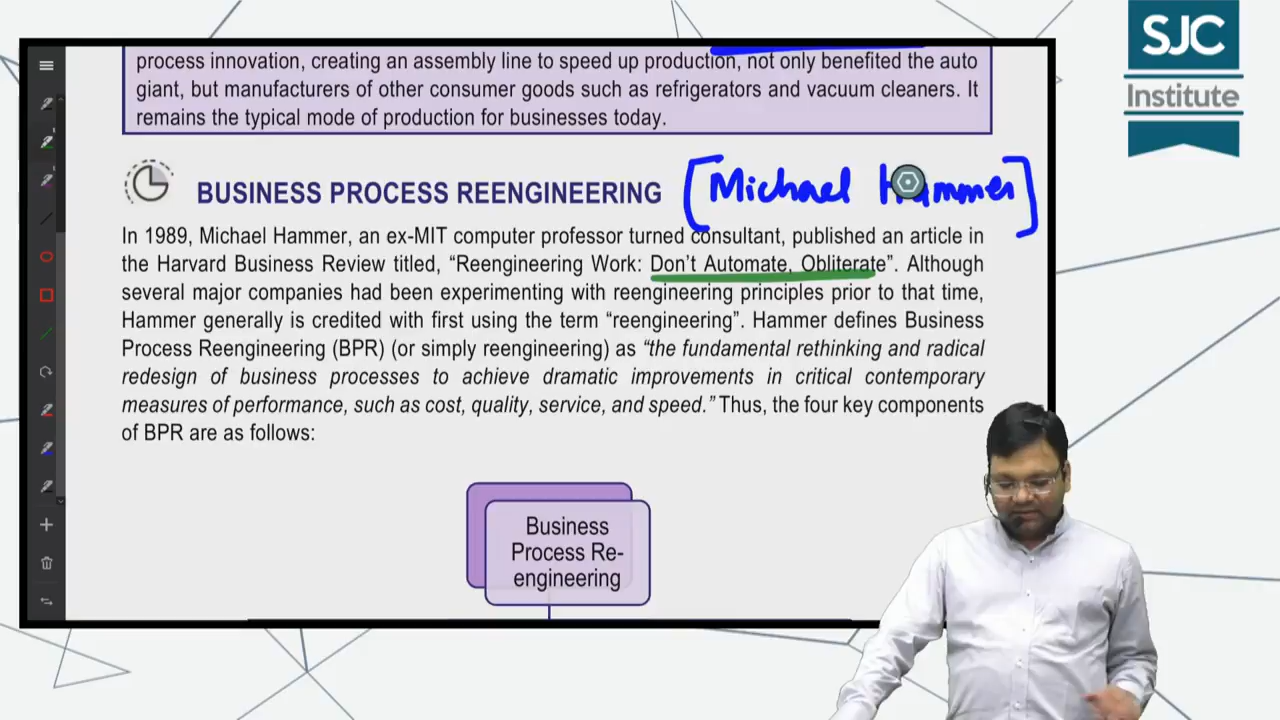 SJC
Institute
process innovation, creating an assembly line to speed up production, not only benefited the auto
giant, but manufacturers of other consumer goods such as refrigerators and vacuum cleaners. It
remains the typical mode of production for businesses today.
BUSINESS PROCESS REENGINEERING [Michael Hammer]
In 1989, Michael Hammer, an ex-MIT computer professor turned consultant, published an article in
the Harvard Business Review titled, “Reengineering Work: Don’t Automate, Obliterate”. Although
several major companies had been experimenting with reengineering principles prior to that time,
Hammer generally is credited with first using the term “reengineering”. Hammer defines Business
Process Reengineering (BPR) (or simply reengineering) as “the fundamental rethinking and radical
redesign of business processes to achieve dramatic improvements in critical contemporary
measures of performance, such as cost, quality, service, and speed.” Thus, the four key components
of BPR are as follows:
Business
Process Re-
engineering